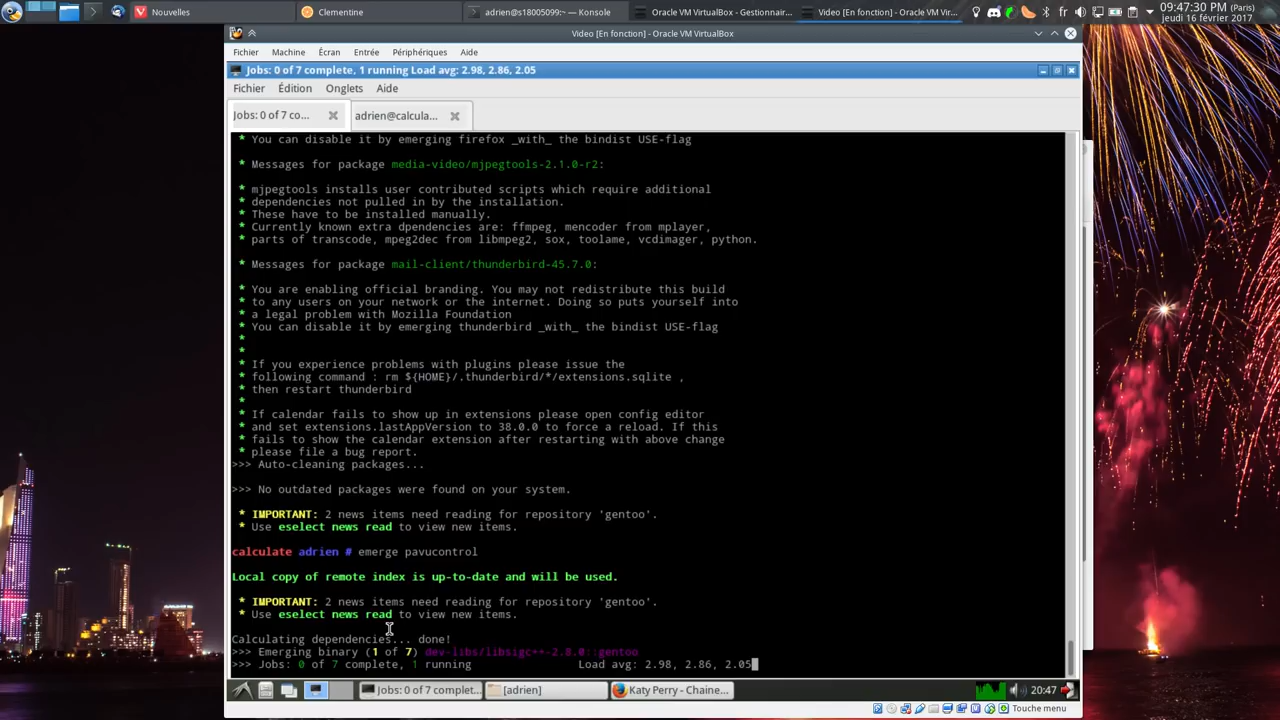 Nouvelles
Clementine
adrien@s18005099:~ — Konsole
Oracle VM VirtualBox - Gestionnair...
Video [En fonction] - Oracle VM Vir...
fr
09:47:30 PM (Paris)
jeudi 16 février 2017
Video [En fonction] - Oracle VM VirtualBox
Fichier Machine Écran Entrée Périphériques Aide
Jobs: 0 of 7 complete, 1 running Load avg: 2.98, 2.86, 2.05
Fichier Édition Onglets Aide
Jobs: 0 of 7 co... adrien@calcula...
* You can disable it by emerging firefox _with_ the bindist USE-flag
* Messages for package media-video/mjpegtools-2.1.0-r2:
* mjpegtools installs user contributed scripts which require additional
* dependencies not pulled in by the installation.
* These have to be installed manually.
* Currently known extra dpendencies are: ffmpeg, mencoder from mplayer,
* parts of transcode, mpeg2dec from libmpeg2, sox, toolame, vcdimager, python.
* Messages for package mail-client/thunderbird-45.7.0:
* You are enabling official branding. You may not redistribute this build
* to any users on your network or the internet. Doing so puts yourself into
* a legal problem with Mozilla Foundation
* You can disable it by emerging thunderbird _with_ the bindist USE-flag
*
*
* If you experience problems with plugins please issue the
* following command : rm ${HOME}/.thunderbird/*/extensions.sqlite ,
* then restart thunderbird
*
* If calendar fails to show up in extensions please open config editor
* and set extensions.lastAppVersion to 38.0.0 to force a reload. If this
* fails to show the calendar extension after restarting with above change
* please file a bug report.
>>> Auto-cleaning packages...
>>> No outdated packages were found on your system.
* IMPORTANT: 2 news items need reading for repository 'gentoo'.
* Use eselect news read to view new items.
calculate adrien # emerge pavucontrol
Local copy of remote index is up-to-date and will be used.
* IMPORTANT: 2 news items need reading for repository 'gentoo'.
* Use eselect news read to view new items.
Calculating dependencies... done!
>>> Emerging binary (1 of 7) dev-libs/libsigc++-2.8.0::gentoo
>>> Jobs: 0 of 7 complete, 1 running Load avg: 2.98, 2.86, 2.05
Jobs: 0 of 7 complet... [adrien] Katy Perry - Chaine... 20:47
Touche menu